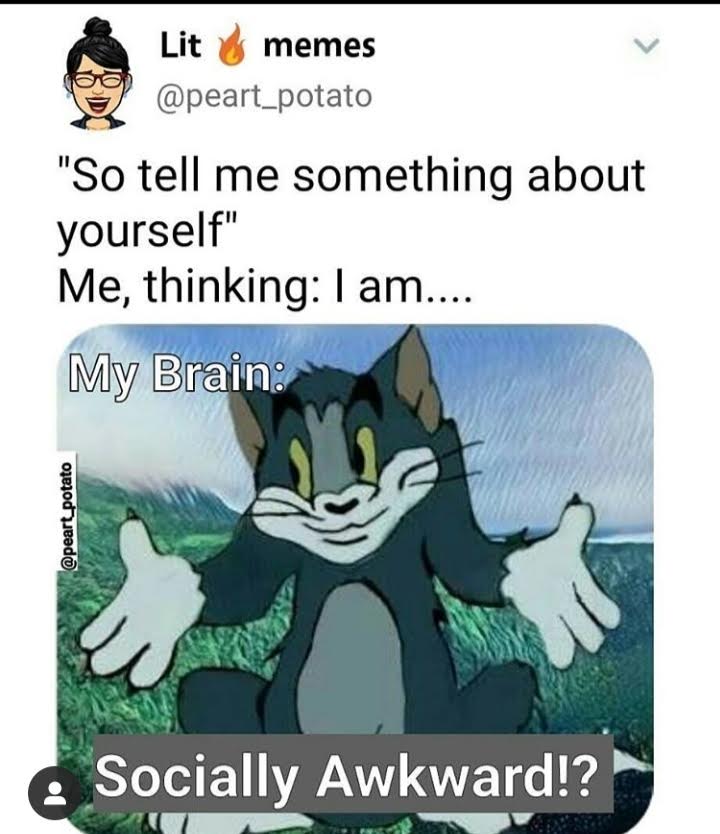 Lit 🔥 memes
@peart_potato
"So tell me something about
yourself"
Me, thinking: I am....
My Brain:
@peart_potato
Socially Awkward!?